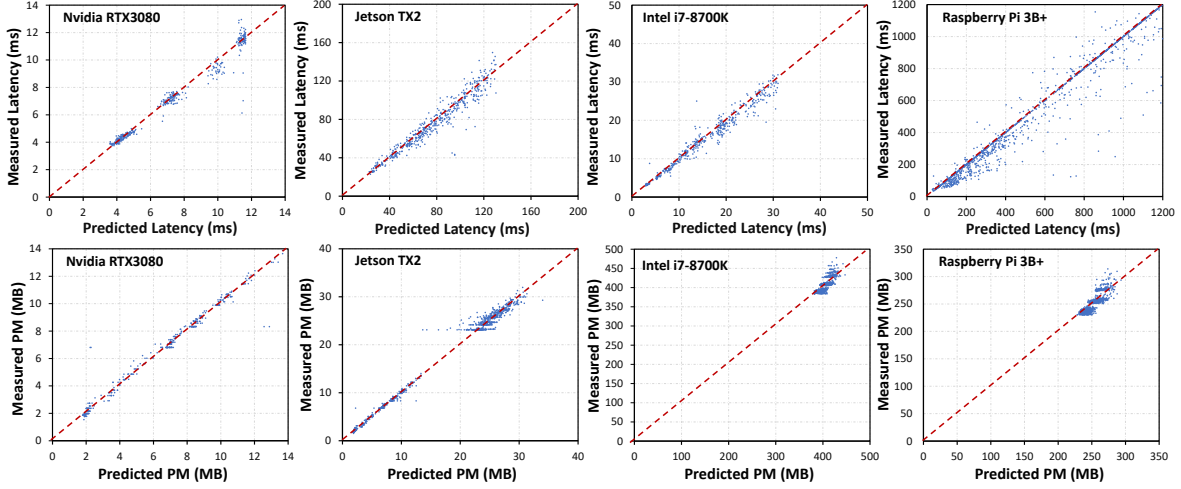 Nvidia RTX3080
Measured Latency (ms)
14
12
10
8
6
4
2
0
0 2 4 6 8 10 12 14
Predicted Latency (ms)
Jetson TX2
Measured Latency (ms)
200
160
120
80
40
0
0 40 80 120 160 200
Predicted Latency (ms)
Intel i7-8700K
Measured Latency (ms)
50
40
30
20
10
0
0 10 20 30 40 50
Predicted Latency (ms)
Raspberry Pi 3B+
Measured Latency (ms)
1200
1000
800
600
400
200
0
0 200 400 600 800 1000 1200
Predicted Latency (ms)
Nvidia RTX3080
Measured PM (MB)
14
12
10
8
6
4
2
0
0 2 4 6 8 10 12 14
Predicted PM (MB)
Jetson TX2
Measured PM (MB)
40
30
20
10
0
0 10 20 30 40
Predicted PM (MB)
Intel i7-8700K
Measured PM (MB)
500
450
400
350
300
250
200
150
100
50
0
0 100 200 300 400 500
Predicted PM (MB)
Raspberry Pi 3B+
Measured PM (MB)
350
300
250
200
150
100
50
0
0 50 100 150 200 250 300 350
Predicted PM (MB)